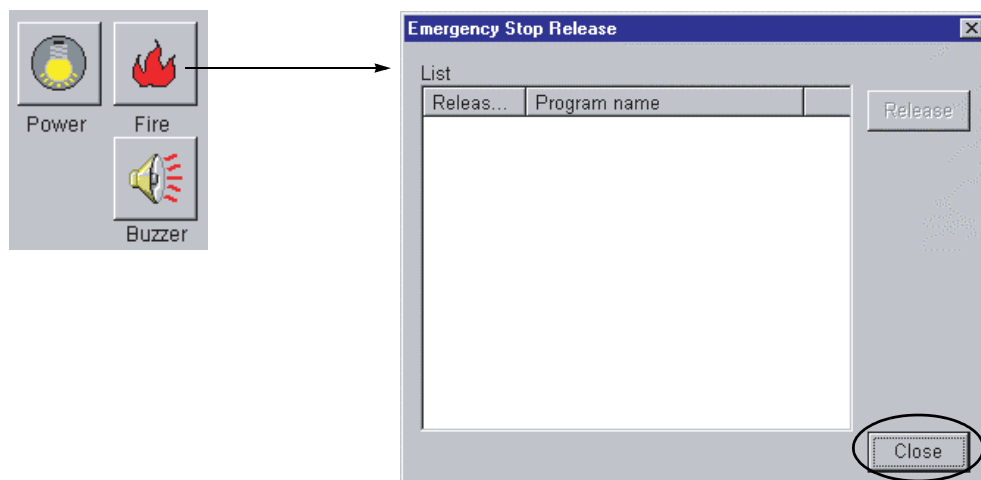 Power
Fire
Buzzer
Emergency Stop Release
List
Releas... Program name
Release
Close